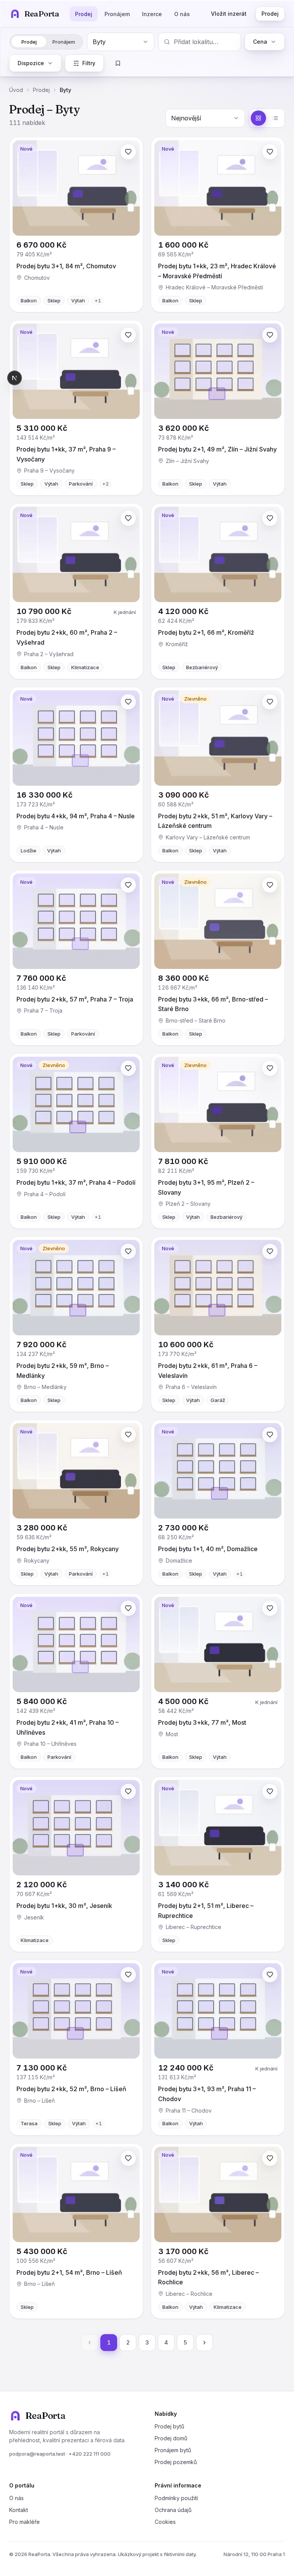 ReaPorta
Prodej
Pronájem
Inzerce
O nás
Vložit inzerát
Prodej
Prodej
Pronájem
Byty
Přidat lokalitu…
Cena
Dispozice
Filtry
Úvod
Prodej
Byty
Prodej – Byty
111 nabídek
Nejnovější
Nové
6 670 000 Kč
79 405 Kč/m²
Prodej bytu 3+1, 84 m², Chomutov
Chomutov
Balkon Sklep Výtah +1
Nové
1 600 000 Kč
69 565 Kč/m²
Prodej bytu 1+kk, 23 m², Hradec Králové
– Moravské Předměstí
Hradec Králové – Moravské Předměstí
Balkon Sklep
Nové
N
5 310 000 Kč
143 514 Kč/m²
Prodej bytu 1+kk, 37 m², Praha 9 –
Vysočany
Praha 9 – Vysočany
Sklep Výtah Parkování +2
Nové
3 620 000 Kč
73 878 Kč/m²
Prodej bytu 2+1, 49 m², Zlín – Jižní Svahy
Zlín – Jižní Svahy
Balkon Sklep Výtah
Nové
10 790 000 Kč
K jednání
179 833 Kč/m²
Prodej bytu 2+kk, 60 m², Praha 2 –
Vyšehrad
Praha 2 – Vyšehrad
Balkon Sklep Klimatizace
Nové
4 120 000 Kč
62 424 Kč/m²
Prodej bytu 2+1, 66 m², Kroměříž
Kroměříž
Sklep Bezbariérový
Nové
16 330 000 Kč
173 723 Kč/m²
Prodej bytu 4+kk, 94 m², Praha 4 – Nusle
Praha 4 – Nusle
Lodžie Výtah
Nové Zlevněno
3 090 000 Kč
60 588 Kč/m²
Prodej bytu 2+kk, 51 m², Karlovy Vary –
Lázeňské centrum
Karlovy Vary – Lázeňské centrum
Balkon Sklep Výtah
Nové
7 760 000 Kč
136 140 Kč/m²
Prodej bytu 2+kk, 57 m², Praha 7 – Troja
Praha 7 – Troja
Balkon Sklep Parkování
Nové Zlevněno
8 360 000 Kč
126 667 Kč/m²
Prodej bytu 3+kk, 66 m², Brno-střed –
Staré Brno
Brno-střed – Staré Brno
Balkon Sklep
Nové Zlevněno
5 910 000 Kč
159 730 Kč/m²
Prodej bytu 1+kk, 37 m², Praha 4 – Podolí
Praha 4 – Podolí
Balkon Sklep Výtah +1
Nové Zlevněno
7 810 000 Kč
82 211 Kč/m²
Prodej bytu 3+1, 95 m², Plzeň 2 –
Slovany
Plzeň 2 – Slovany
Sklep Výtah Bezbariérový
Nové Zlevněno
7 920 000 Kč
134 237 Kč/m²
Prodej bytu 2+kk, 59 m², Brno –
Medlánky
Brno – Medlánky
Balkon Sklep
Nové
10 600 000 Kč
173 770 Kč/m²
Prodej bytu 2+kk, 61 m², Praha 6 –
Veleslavín
Praha 6 – Veleslavín
Sklep Výtah Garáž
Nové
3 280 000 Kč
59 636 Kč/m²
Prodej bytu 2+kk, 55 m², Rokycany
Rokycany
Sklep Výtah Parkování +1
Nové
2 730 000 Kč
68 250 Kč/m²
Prodej bytu 1+1, 40 m², Domažlice
Domažlice
Balkon Sklep Výtah +1
Nové
5 840 000 Kč
142 439 Kč/m²
Prodej bytu 2+kk, 41 m², Praha 10 –
Uhříněves
Praha 10 – Uhříněves
Balkon Parkování
Nové
4 500 000 Kč
K jednání
58 442 Kč/m²
Prodej bytu 3+kk, 77 m², Most
Most
Balkon Sklep Výtah
Nové
2 120 000 Kč
70 667 Kč/m²
Prodej bytu 1+kk, 30 m², Jeseník
Jeseník
Klimatizace
Nové
3 140 000 Kč
61 569 Kč/m²
Prodej bytu 2+1, 51 m², Liberec –
Ruprechtice
Liberec – Ruprechtice
Sklep
Nové
7 130 000 Kč
137 115 Kč/m²
Prodej bytu 2+kk, 52 m², Brno – Líšeň
Brno – Líšeň
Terasa Sklep Výtah +1
Nové
12 240 000 Kč
K jednání
131 613 Kč/m²
Prodej bytu 3+1, 93 m², Praha 11 –
Chodov
Praha 11 – Chodov
Balkon Výtah
Nové
5 430 000 Kč
100 556 Kč/m²
Prodej bytu 2+1, 54 m², Brno – Líšeň
Brno – Líšeň
Sklep
Nové
3 170 000 Kč
56 607 Kč/m²
Prodej bytu 2+kk, 56 m², Liberec –
Rochlice
Liberec – Rochlice
Balkon Výtah Klimatizace
1 2 3 4 5
ReaPorta
Moderní realitní portál s důrazem na
přehlednost, kvalitní prezentaci a férová data.
podpora@reaporta.test · +420 222 111 000
Nabídky
Prodej bytů
Prodej domů
Pronájem bytů
Prodej pozemků
O portálu
O nás
Kontakt
Pro makléře
Právní informace
Podmínky použití
Ochrana údajů
Cookies
© 2026 ReaPorta. Všechna práva vyhrazena. Ukázkový projekt s fiktivními daty.
Národní 12, 110 00 Praha 1